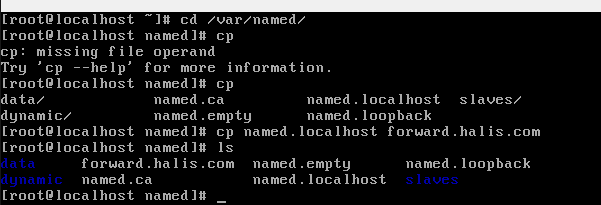 [root@localhost ~]# cd /var/named/
[root@localhost named]# cp
cp: missing file operand
Try 'cp --help' for more information.
[root@localhost named]# cp
data/ named.ca named.localhost slaves/
dynamic/ named.empty named.loopback
[root@localhost named]# cp named.localhost forward.halis.com
[root@localhost named]# ls
data forward.halis.com named.empty named.loopback
dynamic named.ca named.localhost slaves
[root@localhost named]# _